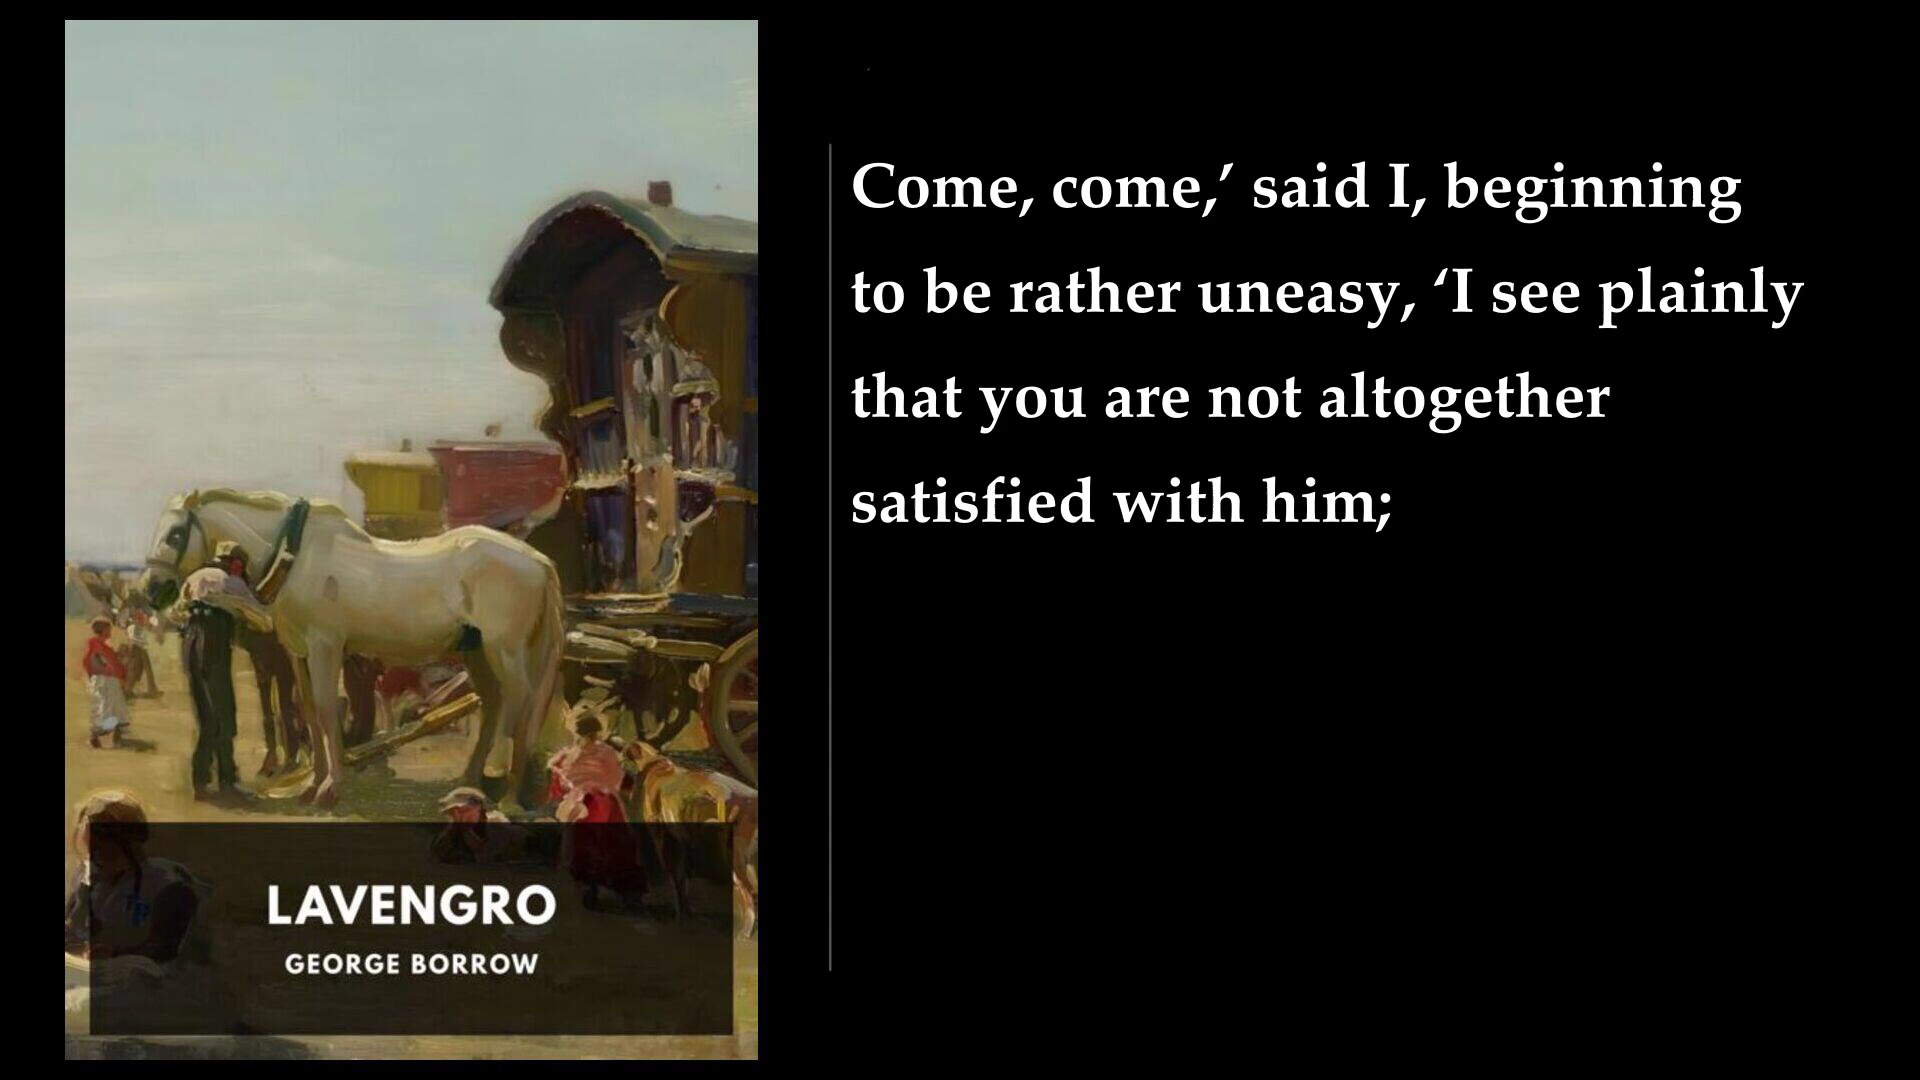 Come, come,’ said I, beginning
to be rather uneasy, ‘I see plainly
that you are not altogether
satisfied with him;
LAVENGRO
GEORGE BORROW